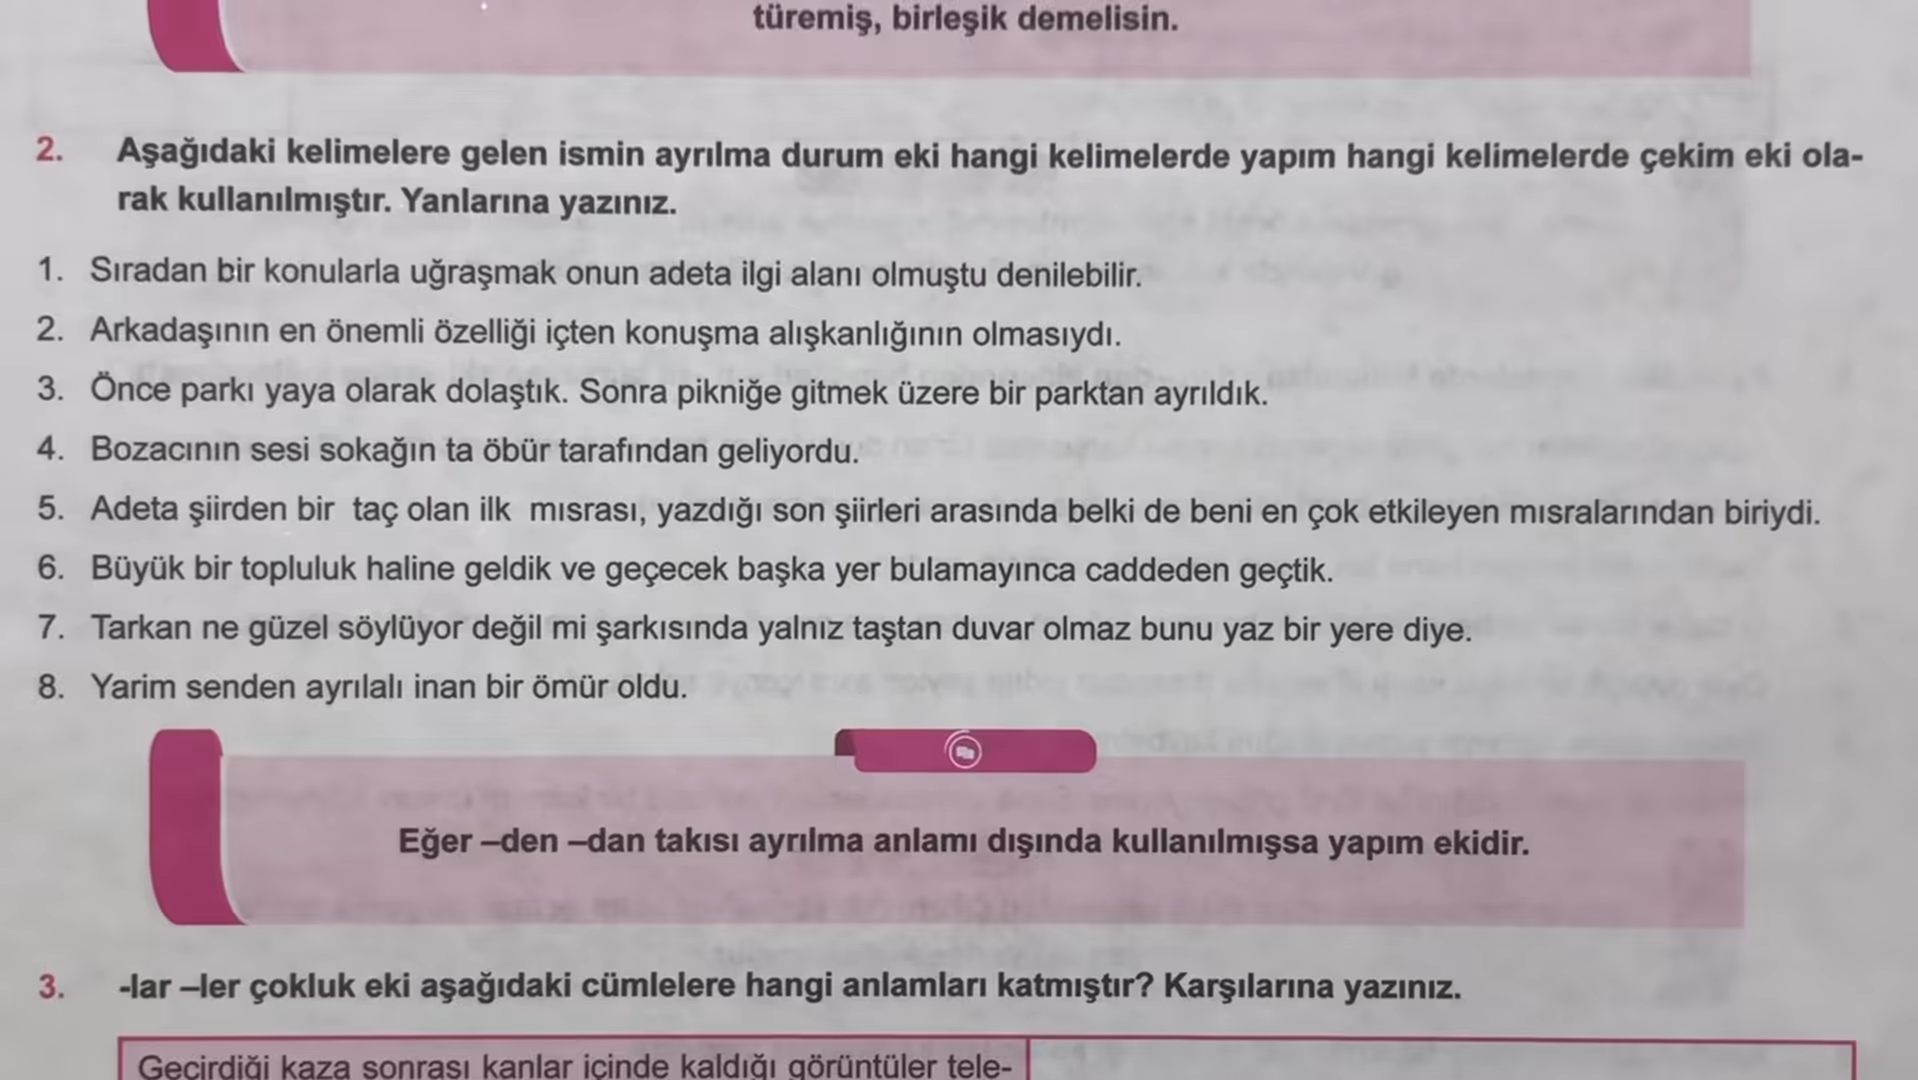 türemiş, birleşik demelisin.
2. Aşağıdaki kelimelere gelen ismin ayrılma durum eki hangi kelimelerde yapım hangi kelimelerde çekim eki ola-
rak kullanılmıştır. Yanlarına yazınız.
1. Sıradan bir konularla uğraşmak onun adeta ilgi alanı olmuştu denilebilir.
2. Arkadaşının en önemli özelliği içten konuşma alışkanlığının olmasıydı.
3. Önce parkı yaya olarak dolaştık. Sonra pikniğe gitmek üzere bir parktan ayrıldık.
4. Bozacının sesi sokağın ta öbür tarafından geliyordu.
5. Adeta şiirden bir taç olan ilk mısrası, yazdığı son şiirleri arasında belki de beni en çok etkileyen mısralarından biriydi.
6. Büyük bir topluluk haline geldik ve geçecek başka yer bulamayınca caddeden geçtik.
7. Tarkan ne güzel söylüyor değil mi şarkısında yalnız taştan duvar olmaz bunu yaz bir yere diye.
8. Yarim senden ayrılalı inan bir ömür oldu.
Eğer –den –dan takısı ayrılma anlamı dışında kullanılmışsa yapım ekidir.
3. -lar –ler çokluk eki aşağıdaki cümlelere hangi anlamları katmıştır? Karşılarına yazınız.
Geçirdiği kaza sonrası kanlar içinde kaldığı görüntüler tele-